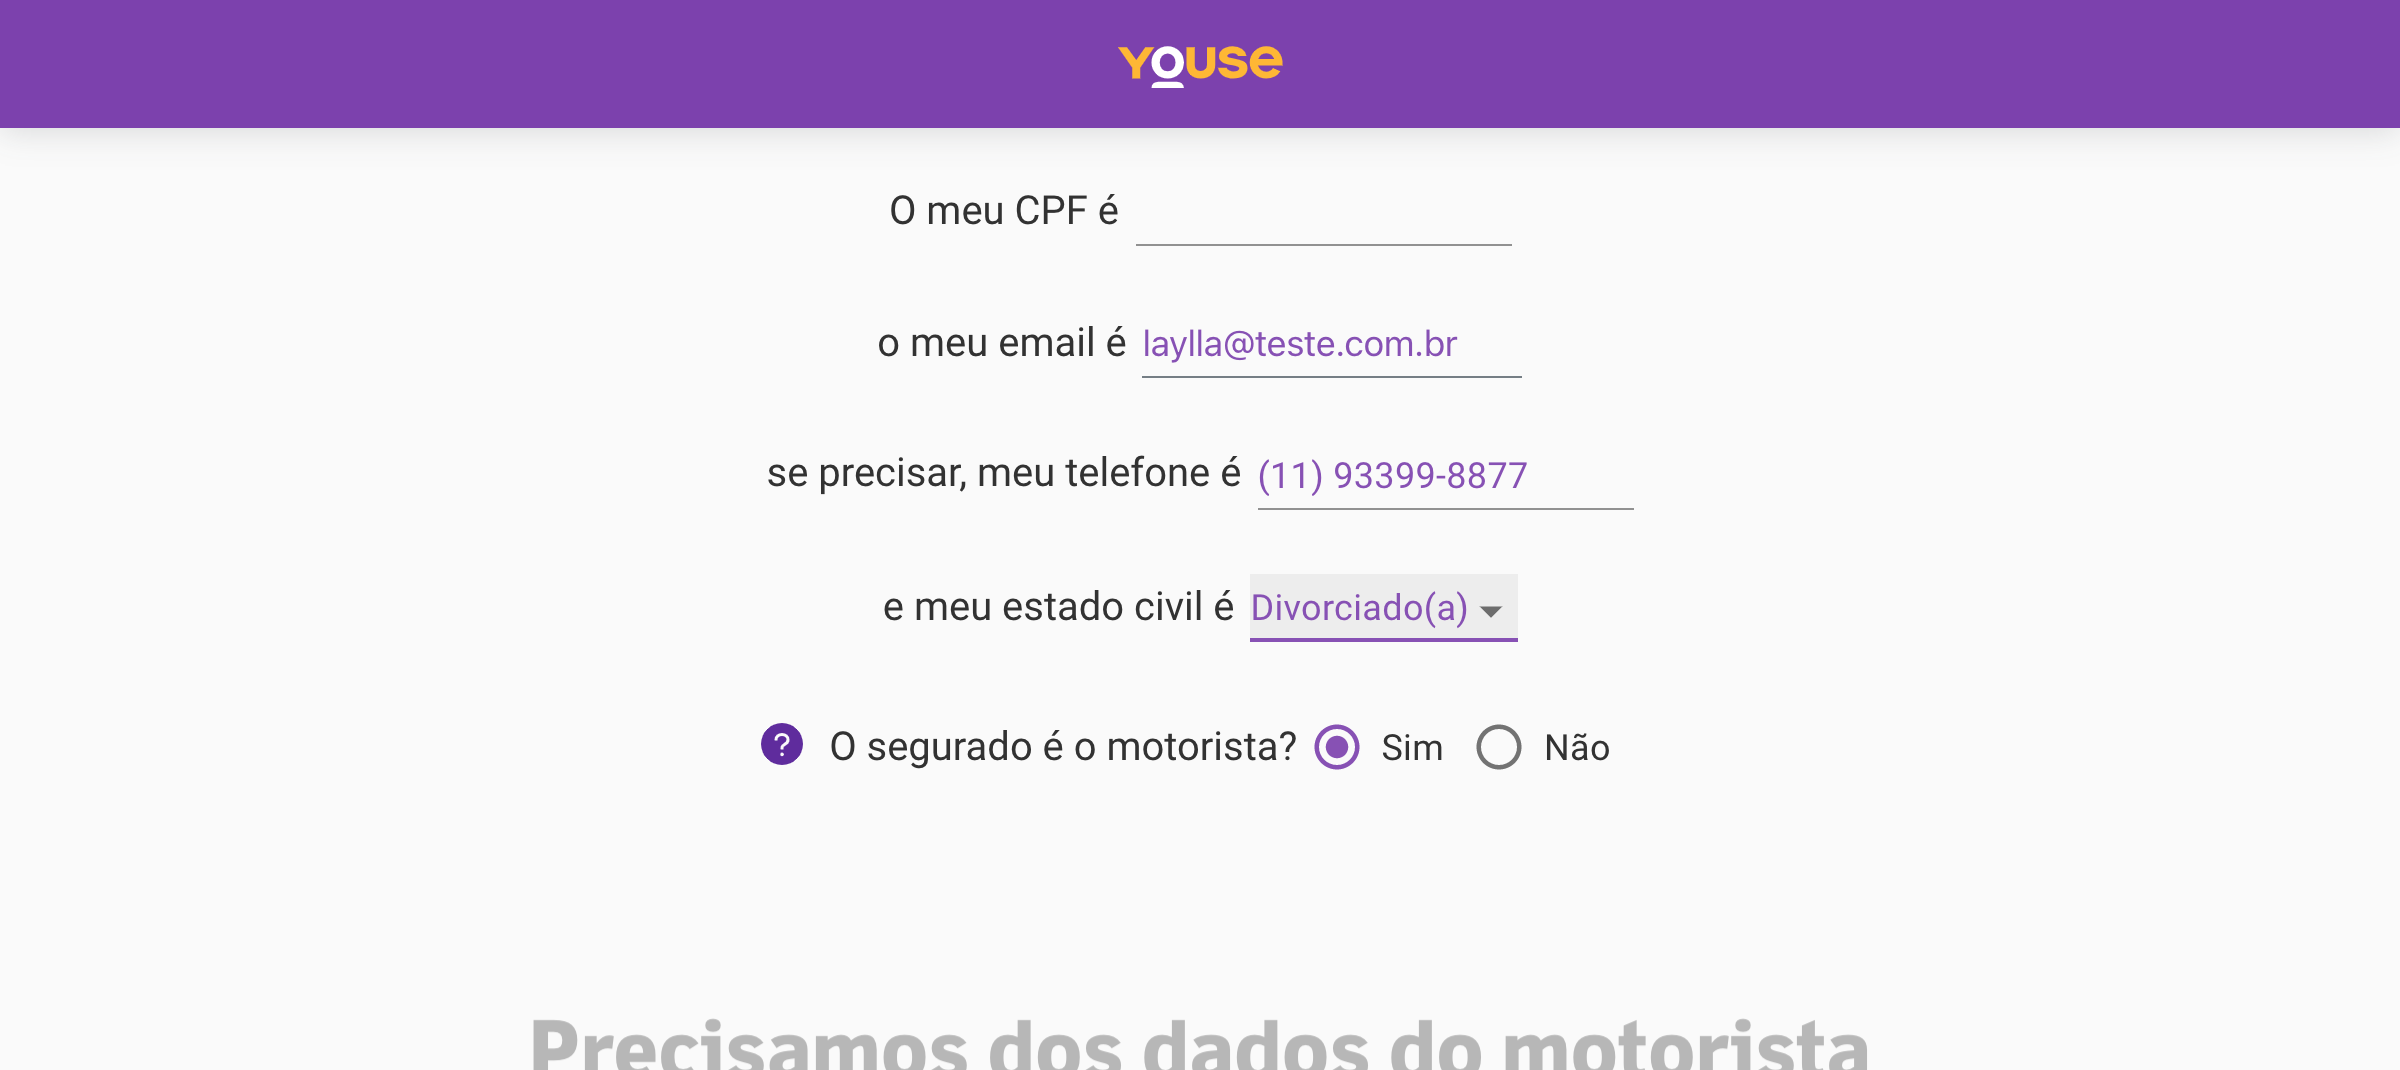 youse
O meu CPF é
o meu email é laylla@teste.com.br
se precisar, meu telefone é (11) 93399-8877
e meu estado civil é Divorciado(a)
? O segurado é o motorista? Sim Não
Precisamos dos dados do motorista